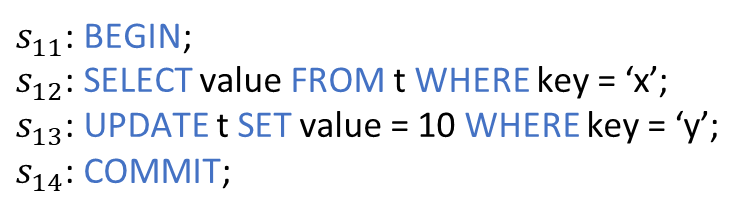 s₁₁: BEGIN;
s₁₂: SELECT value FROM t WHERE key = ‘x’;
s₁₃: UPDATE t SET value = 10 WHERE key = ‘y’;
s₁₄: COMMIT;